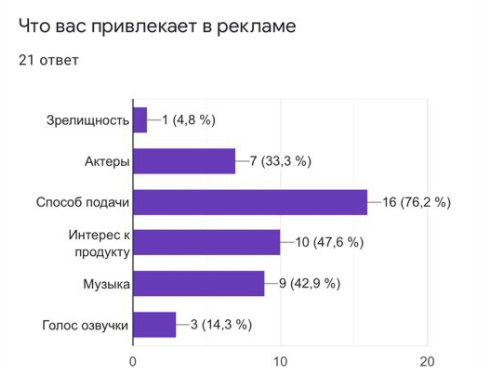 Что вас привлекает в рекламе
21 ответ
Зрелищность 1 (4,8 %)
Актеры 7 (33,3 %)
Способ подачи 16 (76,2 %)
Интерес к
продукту 10 (47,6 %)
Музыка 9 (42,9 %)
Голос озвучки 3 (14,3 %)
0 10 20